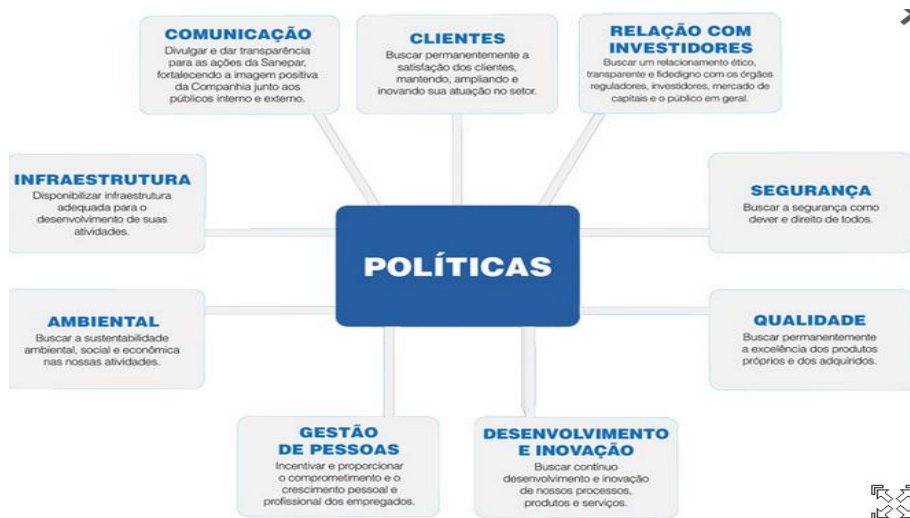 COMUNICAÇÃO
Divulgar e dar transparência
para as ações da Sanepar,
fortalecendo a imagem positiva
da Companhia junto aos
públicos interno e externo.
CLIENTES
Buscar permanentemente a
satisfação dos clientes,
mantendo, ampliando e
inovando sua atuação no setor.
RELAÇÃO COM
INVESTIDORES
Buscar um relacionamento ético,
transparente e fidedigno com os órgãos
reguladores, investidores, mercado de
capitais e o público em geral.
INFRAESTRUTURA
Disponibilizar infraestrutura
adequada para o
desenvolvimento de suas
atividades.
SEGURANÇA
Buscar a segurança como
dever e direito de todos.
POLÍTICAS
AMBIENTAL
Buscar a sustentabilidade
ambiental, social e econômica
nas nossas atividades.
QUALIDADE
Buscar permanentemente
a excelência dos produtos
próprios e dos adquiridos.
GESTÃO
DE PESSOAS
Incentivar e proporcionar
o comprometimento e o
crescimento pessoal e
profissional dos empregados.
DESENVOLVIMENTO
E INOVAÇÃO
Buscar contínuo
desenvolvimento e inovação
de nossos processos,
produtos e serviços.